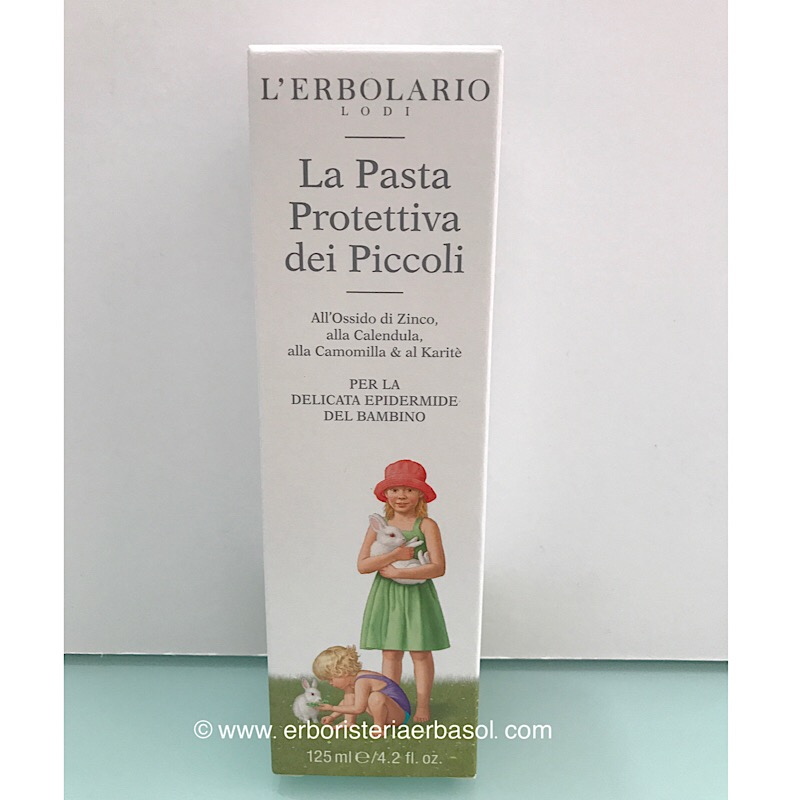 L'ERBOLARIO
LODI
La Pasta
Protettiva
dei Piccoli
All'Ossido di Zinco,
alla Calendula,
alla Camomilla & al Karitè
PER LA
DELICATA EPIDERMIDE
DEL BAMBINO
© www. erboristeriaerbasol.com
125 ml ℮/4.2 fl. oz.